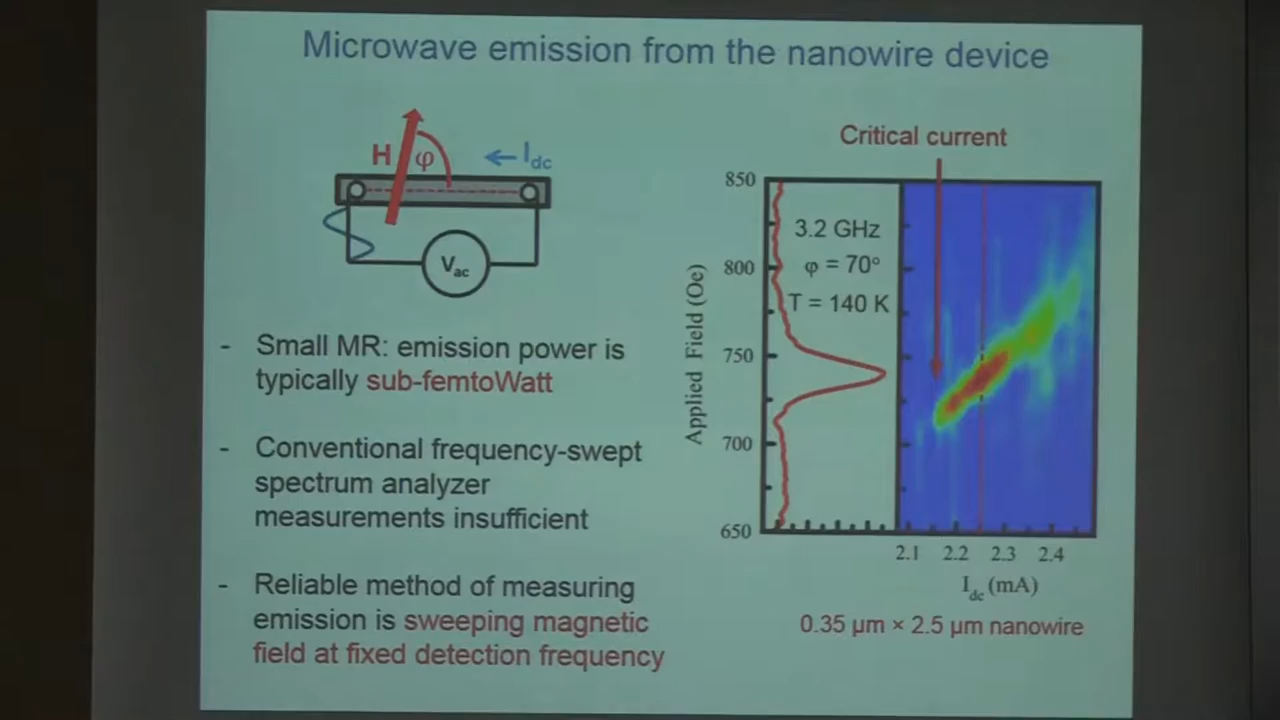 Microwave emission from the nanowire device
H
φ
Idc
Vac
- Small MR: emission power is
typically sub-femtoWatt
- Conventional frequency-swept
spectrum analyzer
measurements insufficient
- Reliable method of measuring
emission is sweeping magnetic
field at fixed detection frequency
Critical current
Applied Field (Oe)
850
800
750
700
650
3.2 GHz
φ = 70°
T = 140 K
2.1 2.2 2.3 2.4
Idc (mA)
0.35 μm × 2.5 μm nanowire